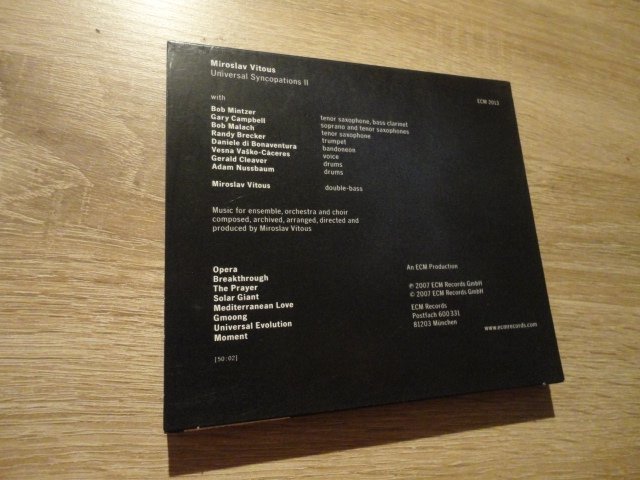 Miroslav Vitous
Universal Syncopations II
ECM 2013
with
Bob Mintzer tenor saxophone, bass clarinet
Gary Campbell soprano and tenor saxophones
Bob Malach tenor saxophone
Randy Brecker trumpet
Daniele di Bonaventura bandoneon
Vesna Vaško-Càceres voice
Gerald Cleaver drums
Adam Nussbaum drums
Miroslav Vitous double-bass
Music for ensemble, orchestra and choir
composed, archived, arranged, directed and
produced by Miroslav Vitous
Opera
Breakthrough
The Prayer
Solar Giant
Mediterranean Love
Gmoong
Universal Evolution
Moment
[50:02]
An ECM Production
℗ 2007 ECM Records GmbH
© 2007 ECM Records GmbH
ECM Records
Postfach 600 331
81203 München
www.ecmrecords.com